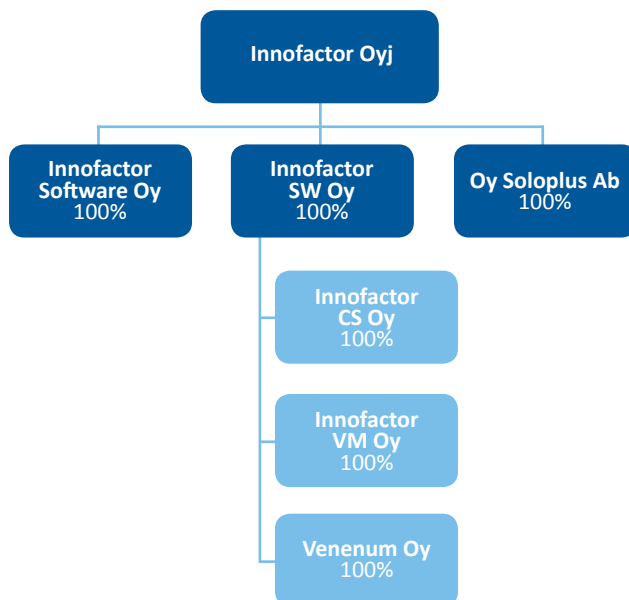 Innofactor Oyj
Innofactor
Software Oy
100%
Innofactor
SW Oy
100%
Oy Soloplus Ab
100%
Innofactor
CS Oy
100%
Innofactor
VM Oy
100%
Venenum Oy
100%